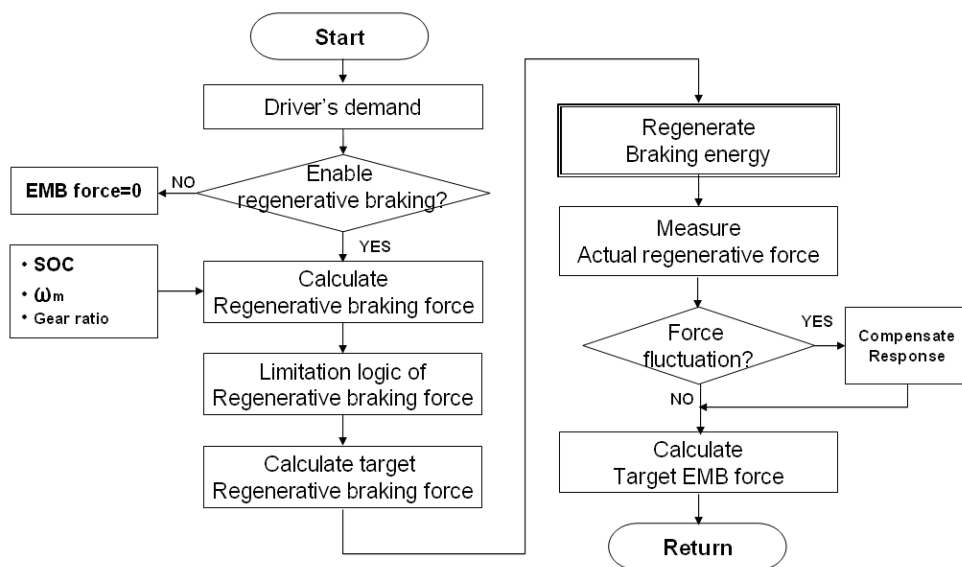 Start
Driver's demand
Enable
regenerative braking?
NO
EMB force=0
YES
• SOC
• ωm
• Gear ratio
Calculate
Regenerative braking force
Limitation logic of
Regenerative braking force
Calculate target
Regenerative braking force
Regenerate
Braking energy
Measure
Actual regenerative force
Force
fluctuation?
YES
Compensate
Response
NO
Calculate
Target EMB force
Return